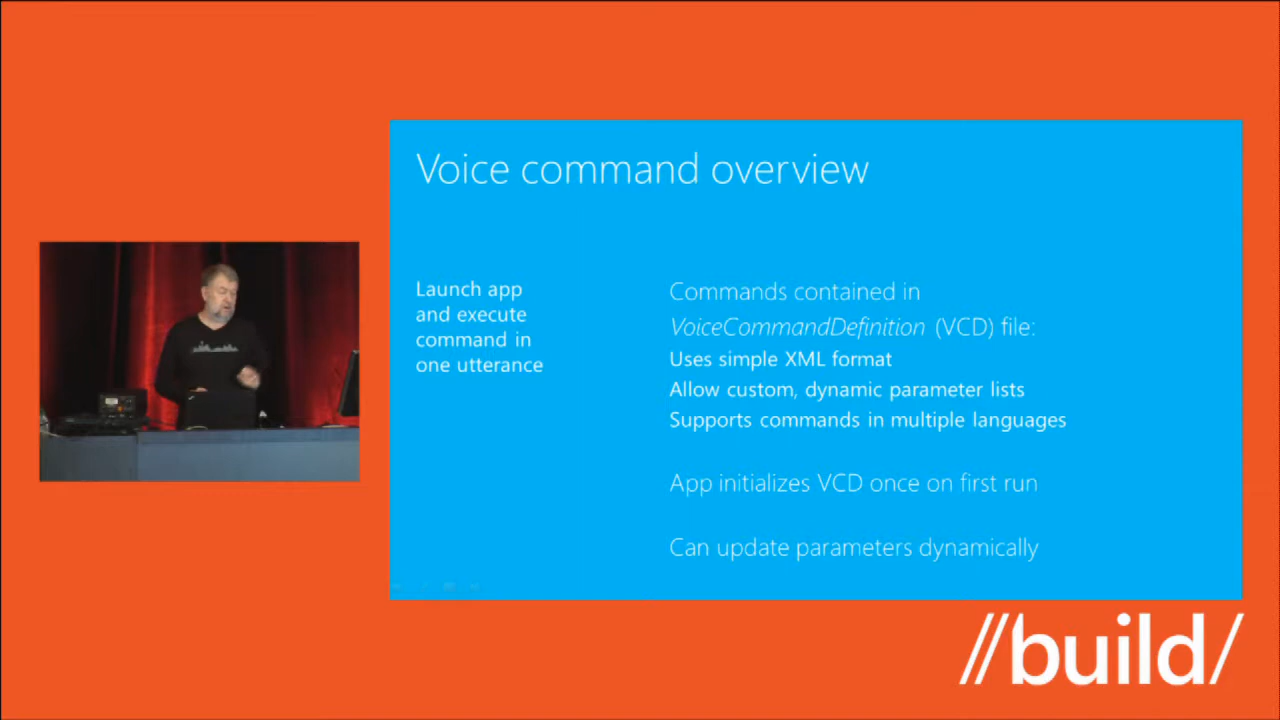 Voice command overview
Launch app
and execute
command in
one utterance
Commands contained in
VoiceCommandDefinition (VCD) file:
Uses simple XML format
Allow custom, dynamic parameter lists
Supports commands in multiple languages
App initializes VCD once on first run
Can update parameters dynamically
//build/